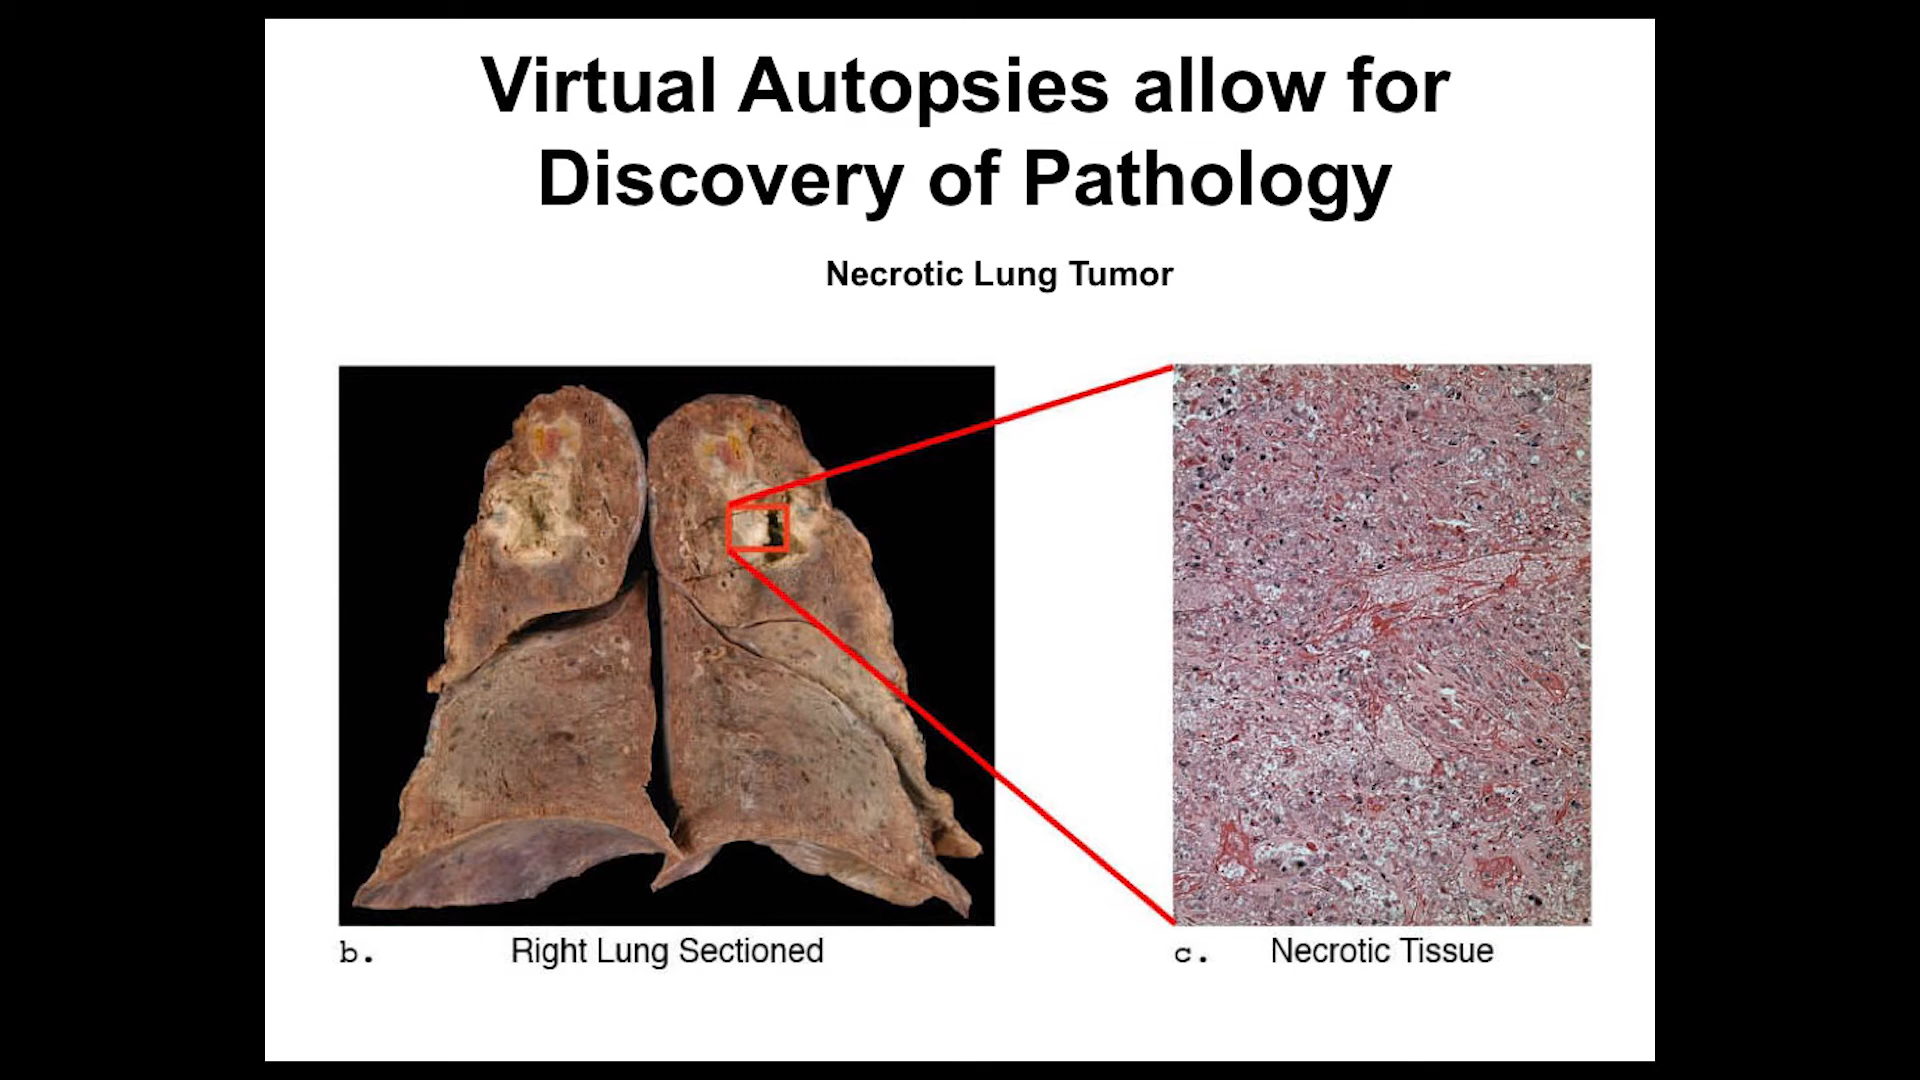 Virtual Autopsies allow for
Discovery of Pathology
Necrotic Lung Tumor
b. Right Lung Sectioned
c. Necrotic Tissue